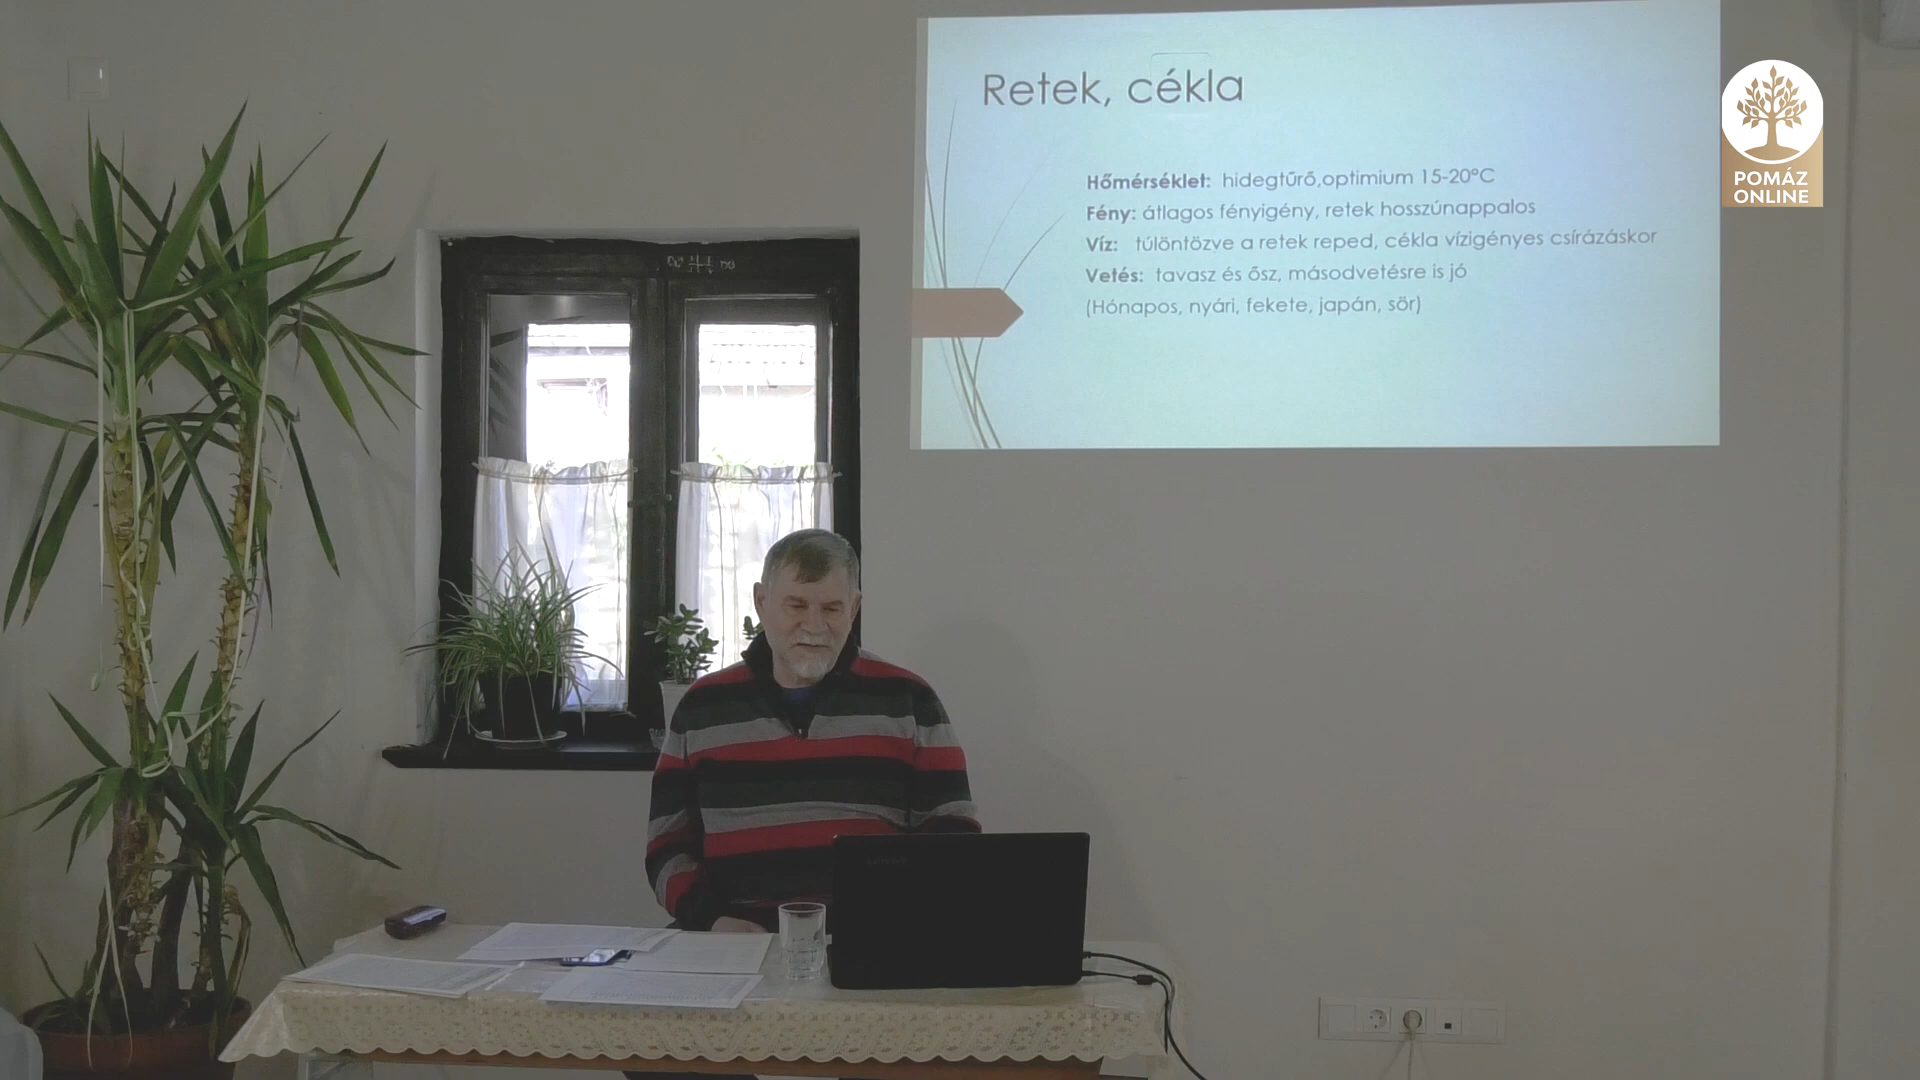 Retek, cékla
Hőmérséklet: hidegtűrő,optimium 15-20°C
Fény: átlagos fényigény, retek hosszúnappalos
Víz: túlöntözve a retek reped, cékla vízigényes csírázáskor
Vetés: tavasz és ősz, másodvetésre is jó
(Hónapos, nyári, fekete, japán, sör)
POMÁZ
ONLINE